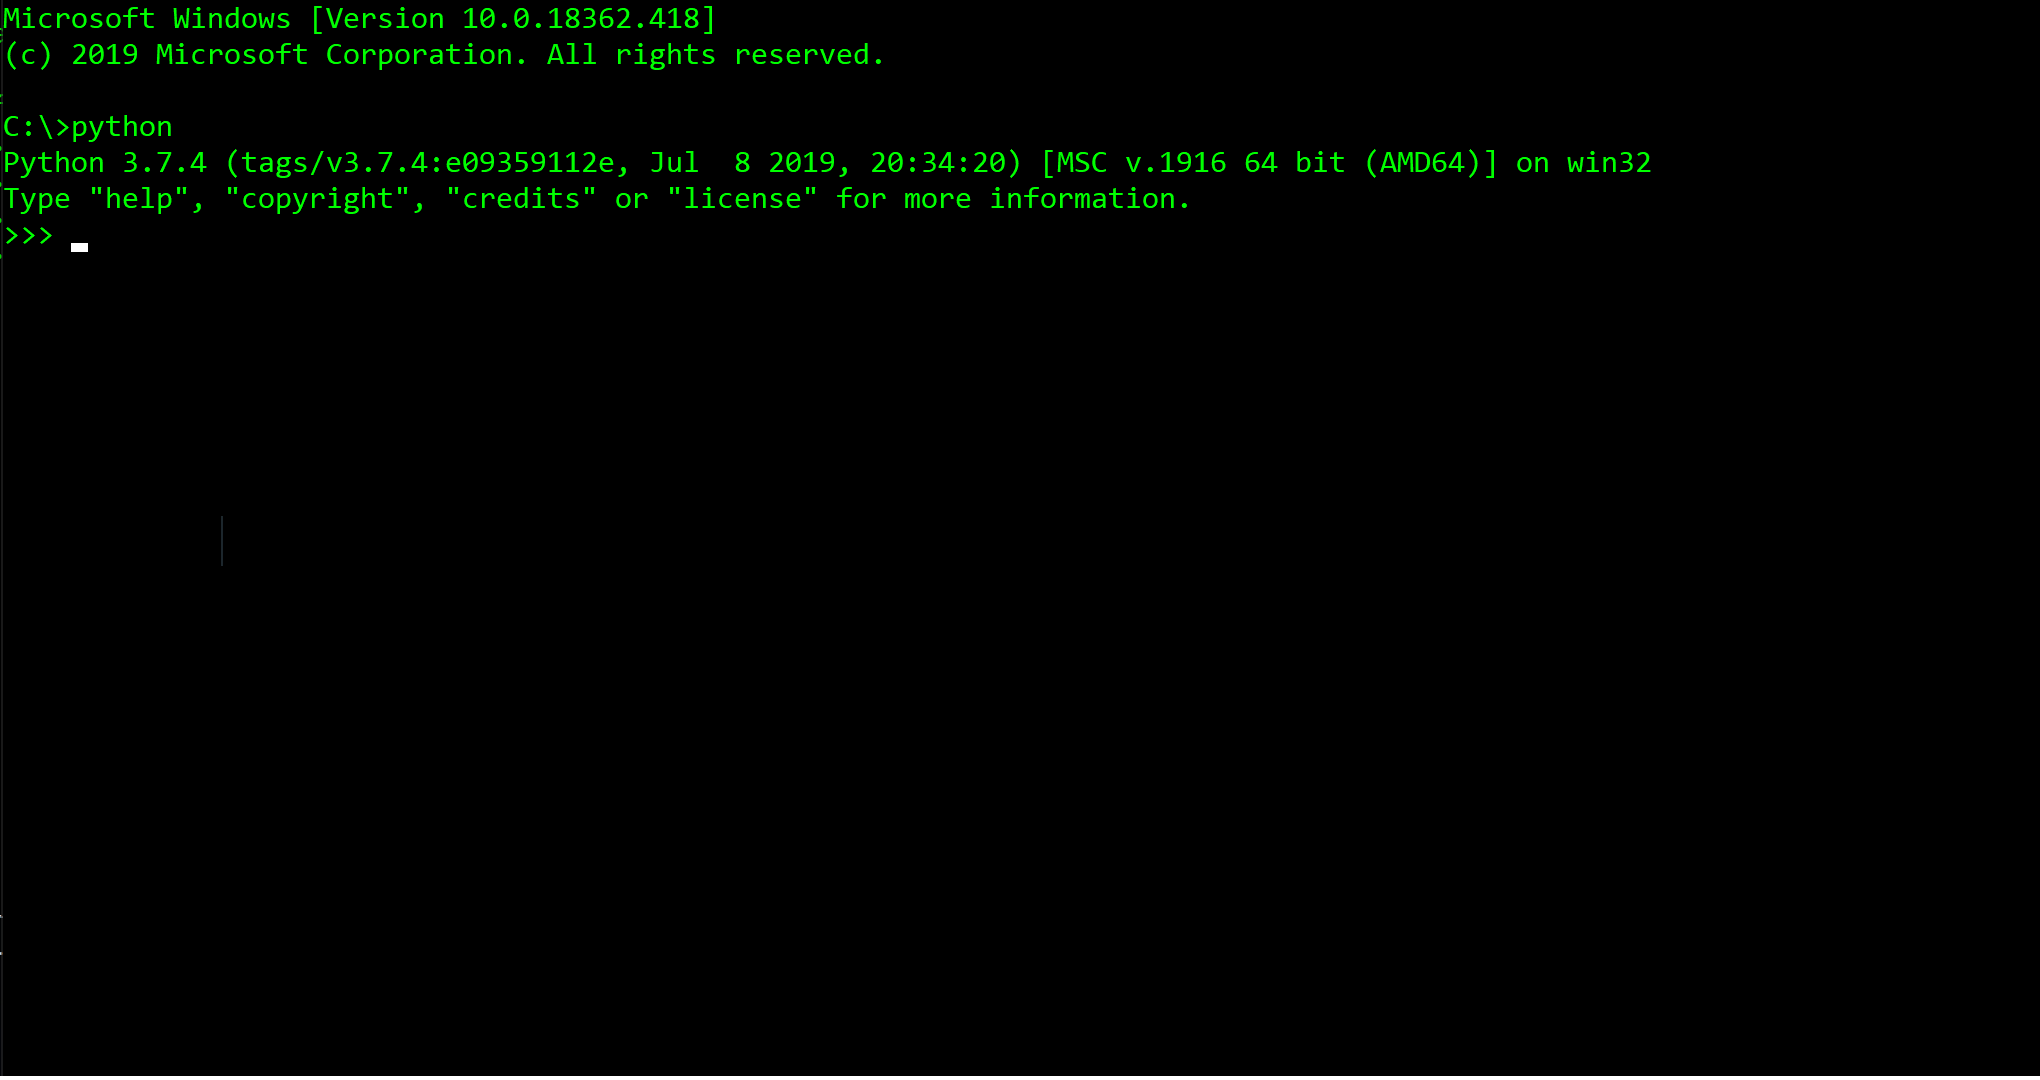 Microsoft Windows [Version 10.0.18362.418]
(c) 2019 Microsoft Corporation. All rights reserved.
C:\>python
Python 3.7.4 (tags/v3.7.4:e09359112e, Jul  8 2019, 20:34:20) [MSC v.1916 64 bit (AMD64)] on win32
Type "help", "copyright", "credits" or "license" for more information.
>>>